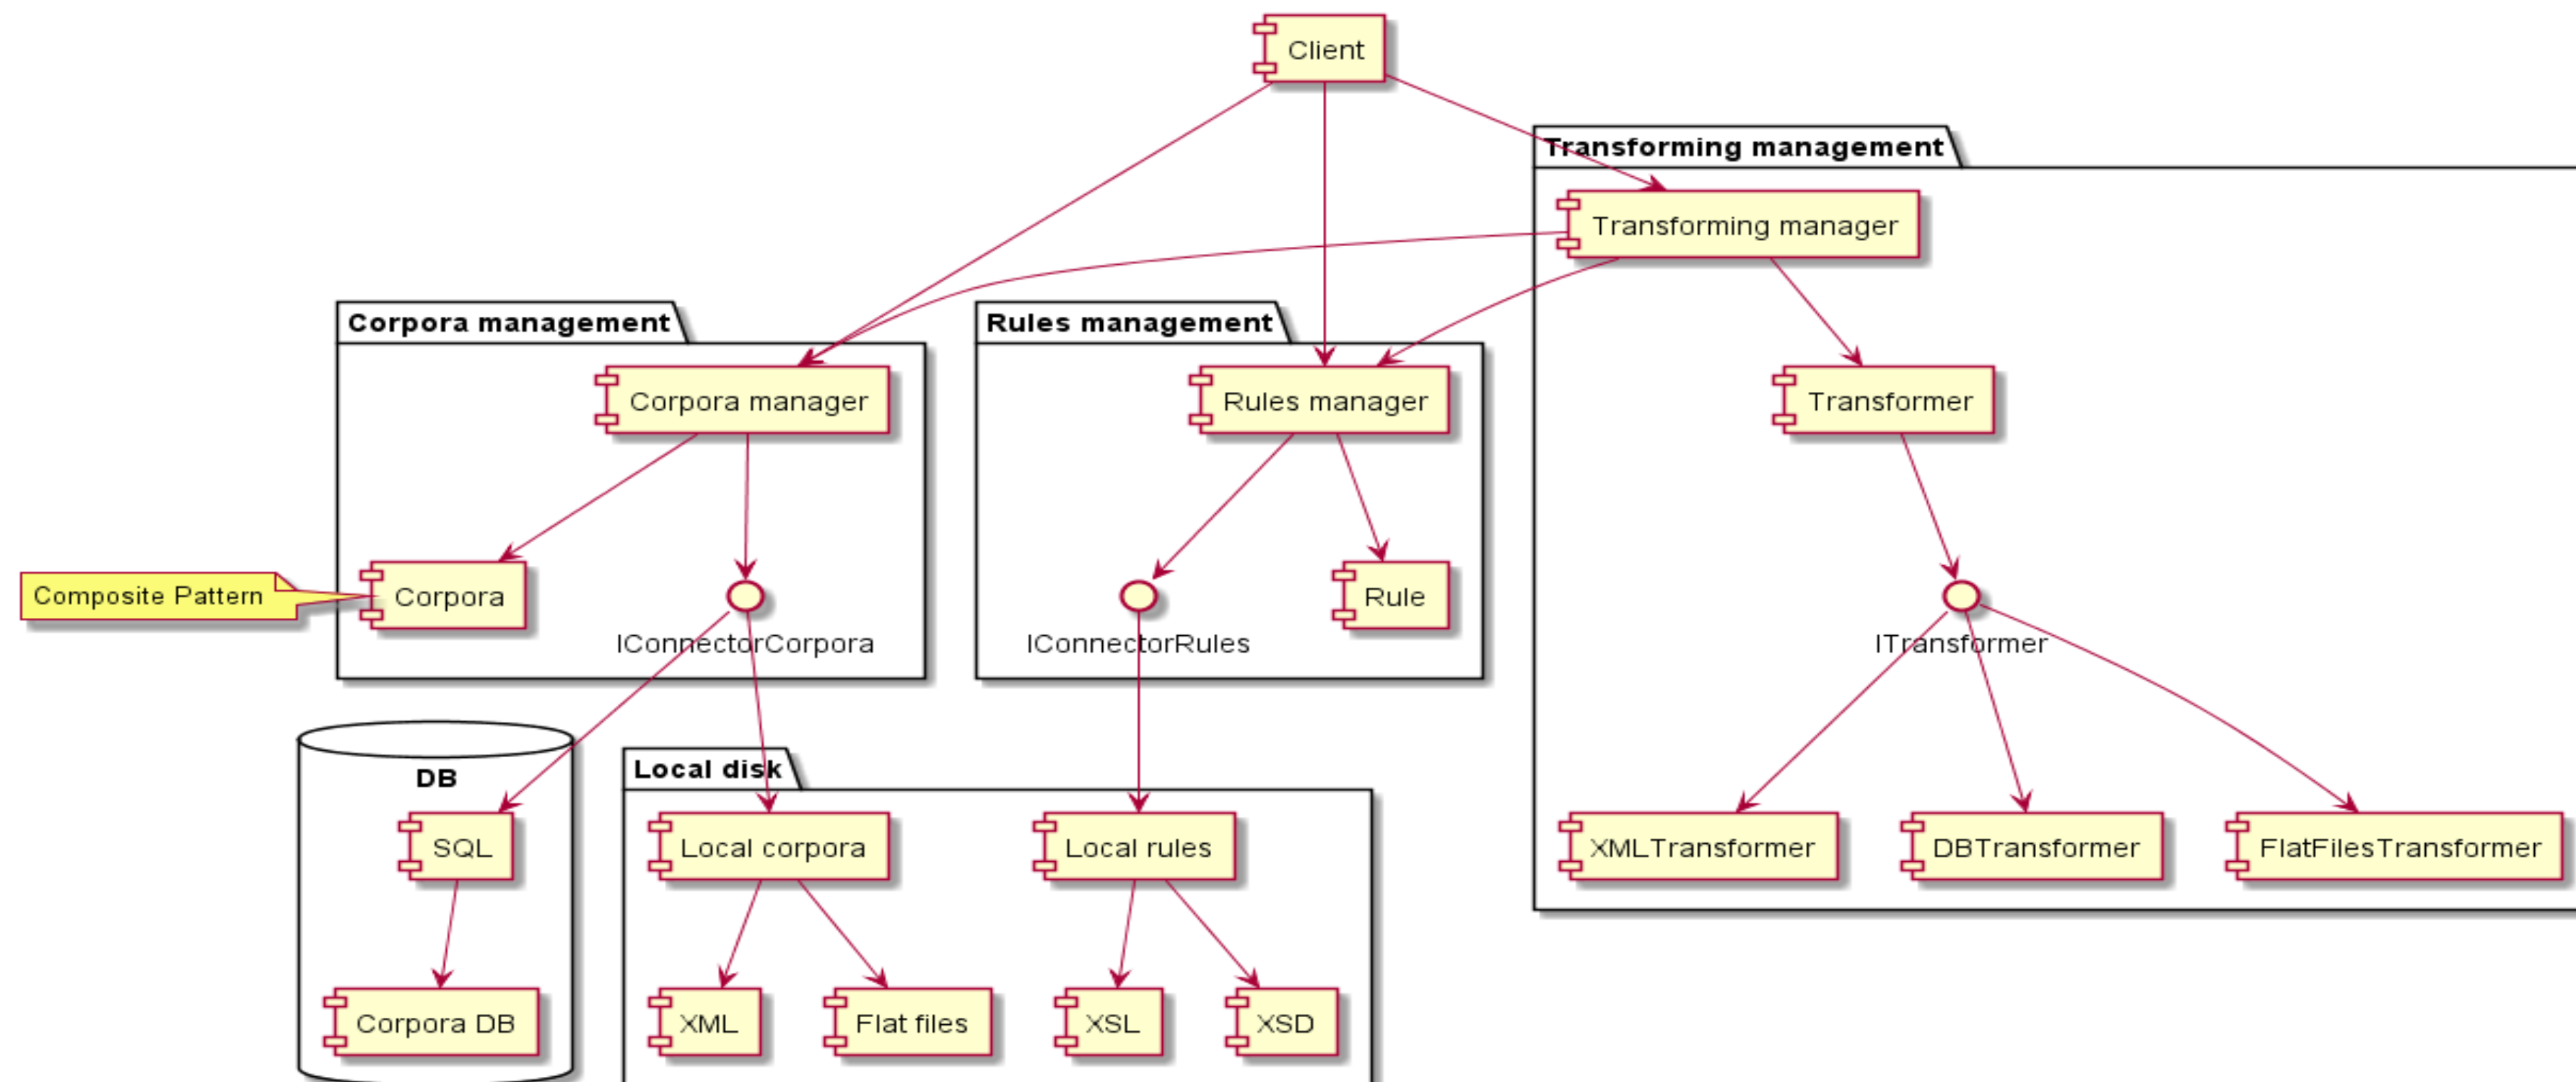 Client
Transforming management
Transforming manager
Corpora management
Rules management
Corpora manager
Rules manager
Transformer
Composite Pattern
Corpora
Rule
IConnectorCorpora
IConnectorRules
ITransformer
DB
Local disk
SQL
Local corpora
Local rules
XMLTransformer
DBTransformer
FlatFilesTransformer
Corpora DB
XML
Flat files
XSL
XSD